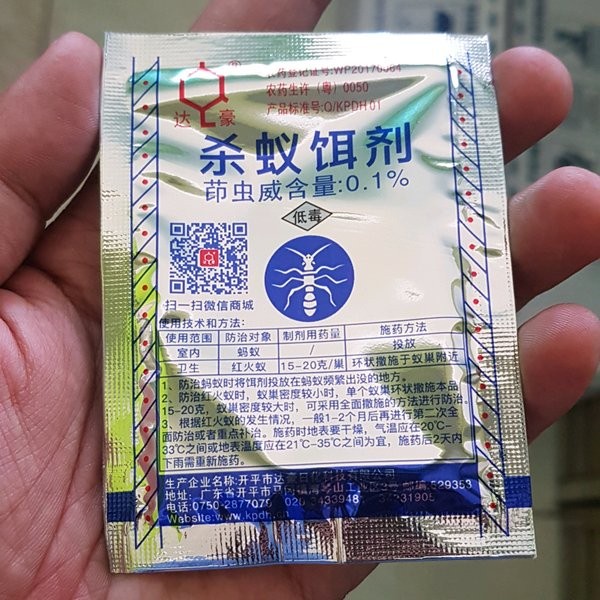 达豪®
农药登记证号:WP20170064
农药生许（粤）0050
产品标准号:Q/KPDH 01
杀蚁饵剂
茚虫威含量:0.1%
低毒
扫一扫微信商城
使用技术和方法:
使用范围 防治对象 制剂用药量 施药方法
室内 蚂蚁 / 投放
卫生 红火蚁 15-20克/巢 环状撒施于蚁巢附近
1、防治蚂蚁时将饵剂投放在蚂蚁频繁出没的地方。
2、防治红火蚁时，蚁巢密度较小时，单个蚁巢环状撒施本品
15-20克，蚁巢密度较大时，可采用全面撒施的方法进行防治。
3、根据红火蚁的发生情况，一般1-2个月后再进行第二次全
面防治或者重点补治。施药时地表要干燥，气温应在20℃-
33℃之间或地表温度应在21℃-35℃之间为宜，施药后2天内
下雨需重新施药。
生产企业名称:开平市达豪日化科技有限公司
地址: 广东省开平市 邮编:529353
电话:0750-2877076
Website:www.kpdh.cn